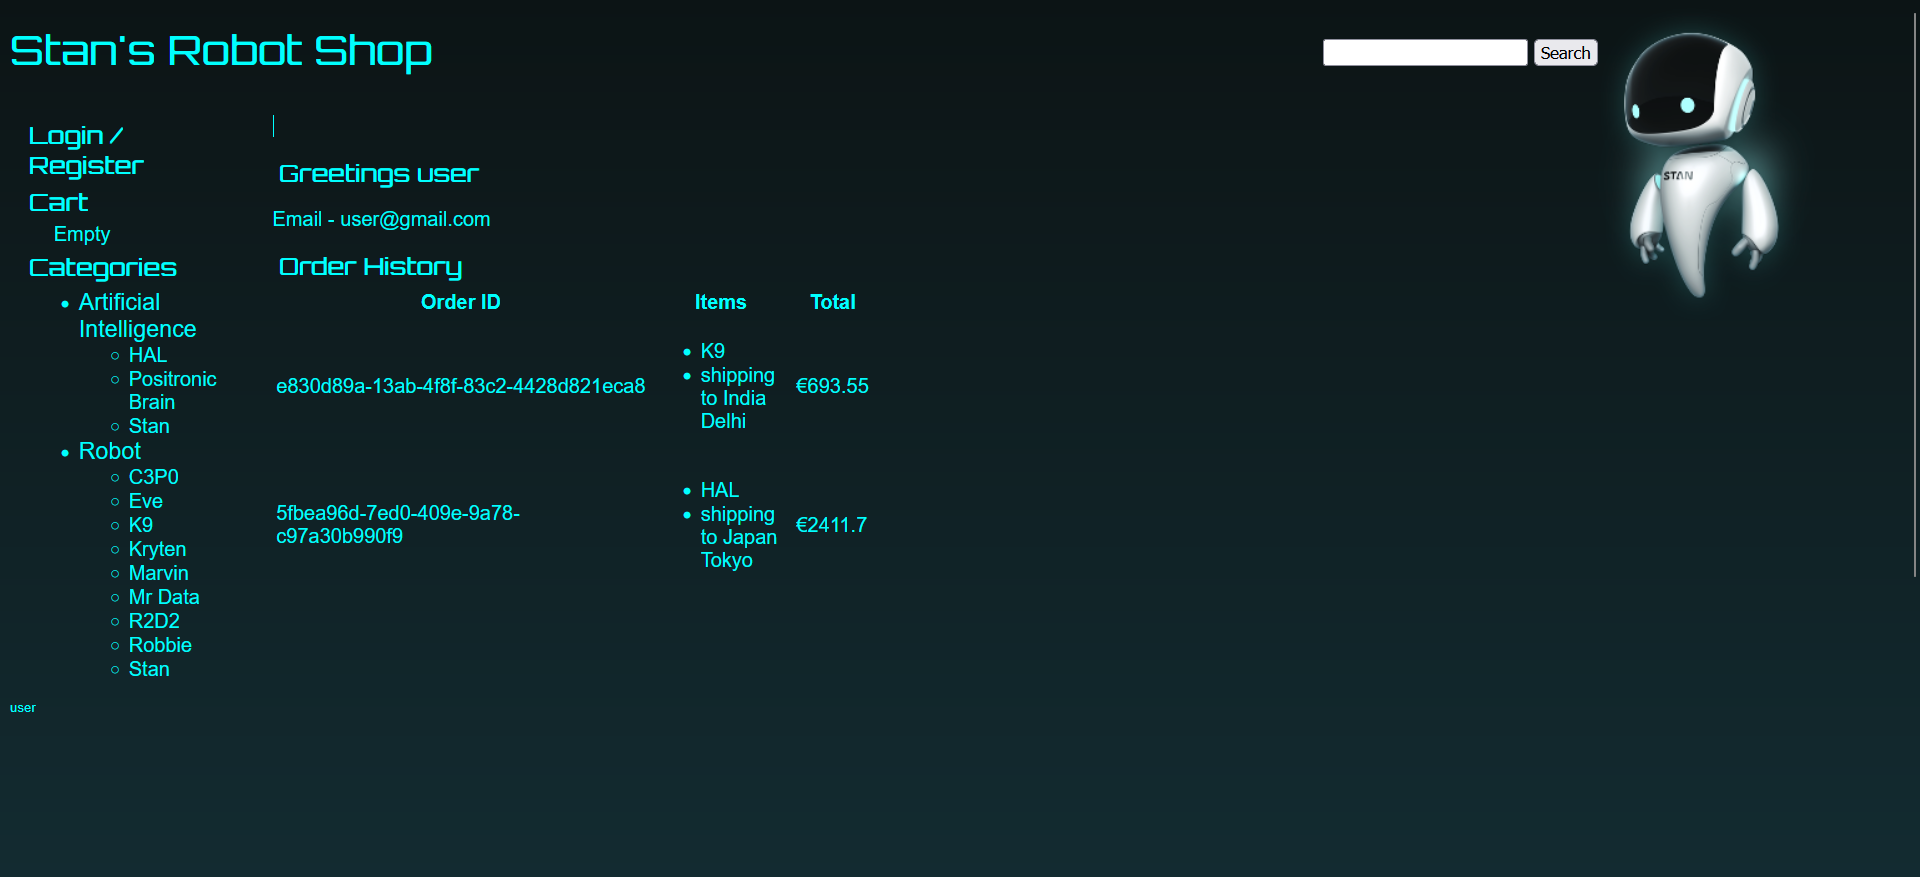 Stan's Robot Shop
Search
STAN
Login /
Register
Cart
Empty
Categories
Artificial
Intelligence
HAL
Positronic
Brain
Stan
Robot
C3P0
Eve
K9
Kryten
Marvin
Mr Data
R2D2
Robbie
Stan
Greetings user
Email - user@gmail.com
Order History
Order ID Items Total
e830d89a-13ab-4f8f-83c2-4428d821eca8
K9
shipping
to India
Delhi
€693.55
5fbea96d-7ed0-409e-9a78-
c97a30b990f9
HAL
shipping
to Japan
Tokyo
€2411.7
user